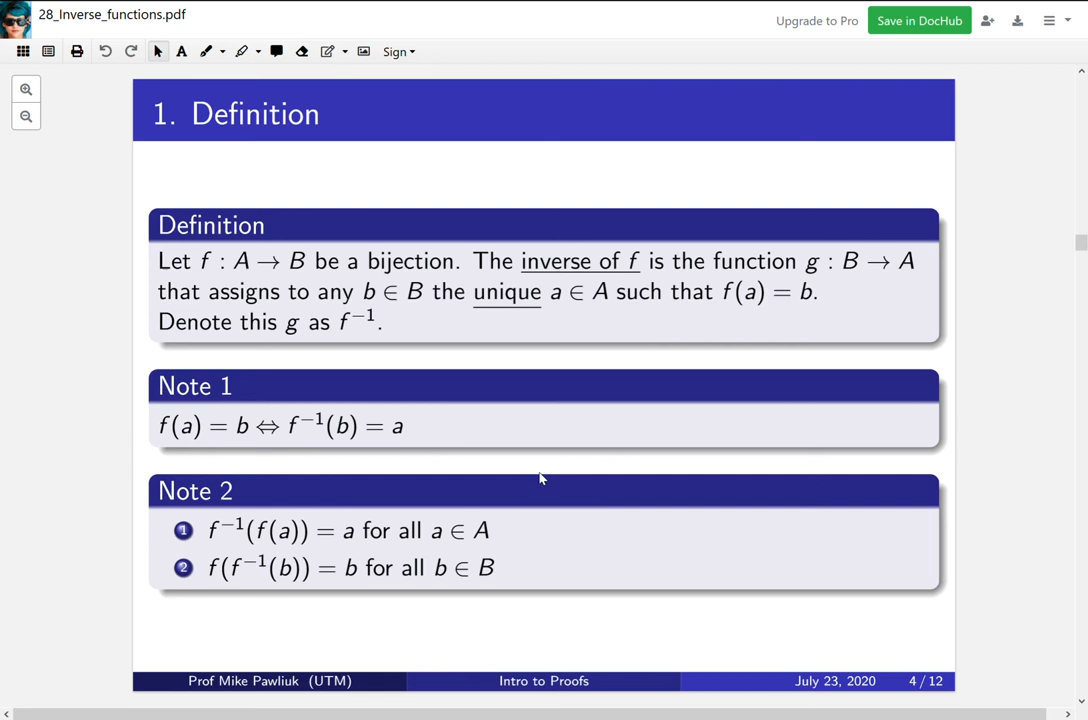 28_Inverse_functions.pdf
Upgrade to Pro
Save in DocHub
A
Sign
1. Definition
Definition
Let f : A → B be a bijection. The inverse of f is the function g : B → A
that assigns to any b ∈ B the unique a ∈ A such that f(a) = b.
Denote this g as f⁻¹.
Note 1
f(a) = b ⇔ f⁻¹(b) = a
Note 2
1 f⁻¹(f(a)) = a for all a ∈ A
2 f(f⁻¹(b)) = b for all b ∈ B
Prof Mike Pawliuk (UTM) Intro to Proofs July 23, 2020 4 / 12